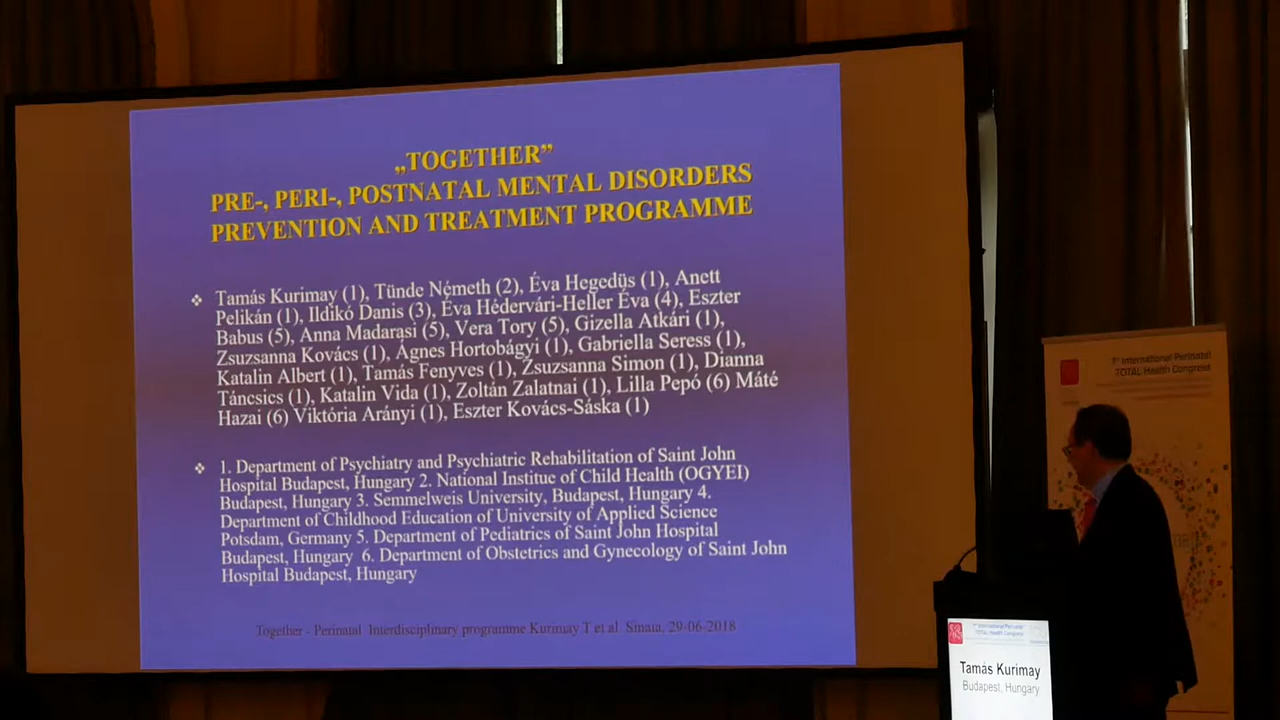 „TOGETHER”
PRE-, PERI-, POSTNATAL MENTAL DISORDERS
PREVENTION AND TREATMENT PROGRAMME
Tamás Kurimay (1), Tünde Németh (2), Éva Hegedüs (1), Anett
Pelikán (1), Ildikó Danis (3), Éva Hédervári-Heller Éva (4), Eszter
Babus (5), Anna Madarasi (5), Vera Tory (5), Gizella Atkári (1),
Zsuzsanna Kovács (1), Ágnes Hortobágyi (1), Gabriella Seress (1),
Katalin Albert (1), Tamás Fenyves (1), Zsuzsanna Simon (1), Dianna
Táncsics (1), Katalin Vida (1), Zoltán Zalatnai (1), Lilla Pepó (6) Máté
Hazai (6) Viktória Arányi (1), Eszter Kovács-Sáska (1)
1. Department of Psychiatry and Psychiatric Rehabilitation of Saint John
Hospital Budapest, Hungary 2. National Institue of Child Health (OGYEI)
Budapest, Hungary 3. Semmelweis University, Budapest, Hungary 4.
Department of Childhood Education of University of Applied Science
Potsdam, Germany 5. Department of Pediatrics of Saint John Hospital
Budapest, Hungary 6. Department of Obstetrics and Gynecology of Saint John
Hospital Budapest, Hungary
Together - Perinatal Interdisciplinary programme Kurimay T et al. Sinaia, 29-06-2018
1st International Perinatal
TOTAL Health Congress
1st International Perinatal
TOTAL Health Congress
Tamás Kurimay
Budapest, Hungary